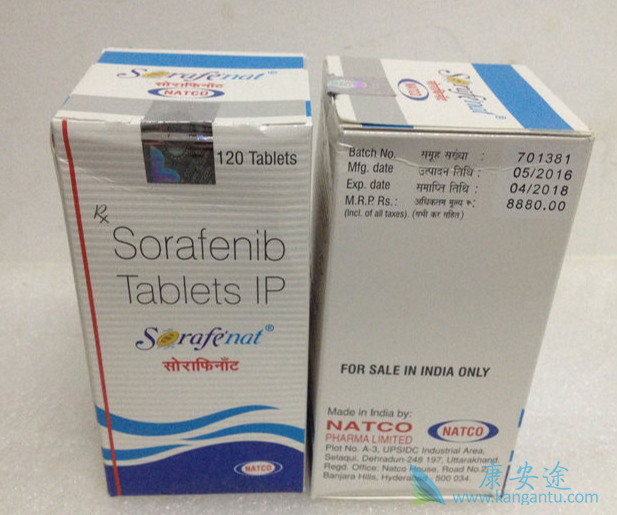 Sorafenat®
सोराफिनॉट
NATCO
120 Tablets
Rx
Sorafenib
Tablets IP
Sorafenat®
सोराफिनॉट
NATCO
Sorafenat®
सोराफिनॉट
NATCO
Batch No. समूह संख्या : 701381
Mfg. date उत्पादन तिथि : 05/2016
Exp. date समाप्ति तिथि : 04/2018
M.R.P. Rs.: अधिकतम मूल्य रु.: 8880.00
(Incl. of all taxes). (सभी कर सहित)
FOR SALE IN INDIA ONLY
Made in India by:
NATCO
PHARMA LIMITED
NATCO
Plot No. A-3, UPSIDC Industrial Area,
Selaqui, Dehradun-248 197, Uttarakhand.
Regd. Office: Natco House, Road No.2,
Banjara Hills, Hyderabad- 500 034.
康安途
www.kangantu.com